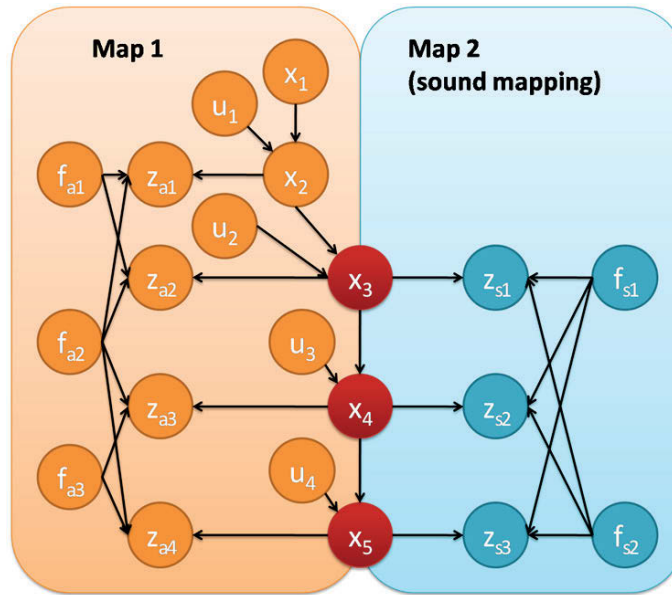 Map 1
Map 2
(sound mapping)
x1
u1
fa1
za1
x2
u2
za2
x3
zs1
fs1
fa2
u3
za3
x4
zs2
fa3
u4
za4
x5
zs3
fs2